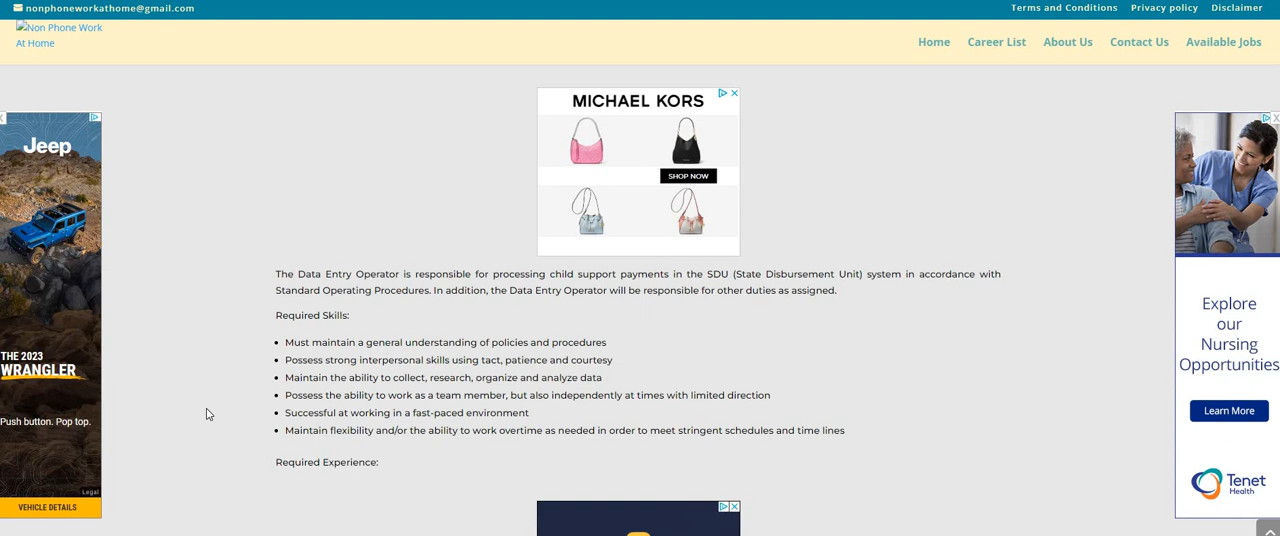 nonphoneworkathome@gmail.com
Terms and Conditions Privacy policy Disclaimer
Non Phone Work
At Home
Home Career List About Us Contact Us Available Jobs
MICHAEL KORS
SHOP NOW
Jeep
THE 2023
WRANGLER
Push button. Pop top.
Legal
VEHICLE DETAILS
The Data Entry Operator is responsible for processing child support payments in the SDU (State Disbursement Unit) system in accordance with
Standard Operating Procedures. In addition, the Data Entry Operator will be responsible for other duties as assigned.
Required Skills:
Must maintain a general understanding of policies and procedures
Possess strong interpersonal skills using tact, patience and courtesy
Maintain the ability to collect, research, organize and analyze data
Possess the ability to work as a team member, but also independently at times with limited direction
Successful at working in a fast-paced environment
Maintain flexibility and/or the ability to work overtime as needed in order to meet stringent schedules and time lines
Required Experience:
Explore
our
Nursing
Opportunities
Learn More
Tenet
Health